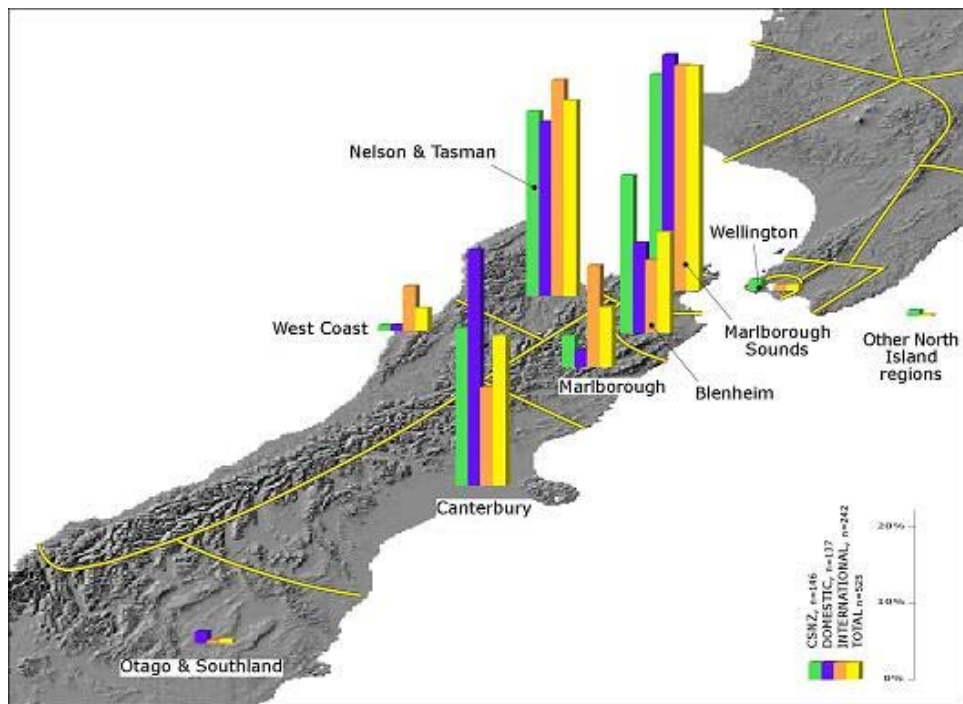 Nelson & Tasman
Wellington
West Coast
Marlborough
Sounds
Other North
Island
regions
Marlborough
Blenheim
Canterbury
Otago & Southland
CSNZ, n=146
DOMESTIC, n=137
INTERNATIONAL, n=242
TOTAL n=525
20%
10%
0%